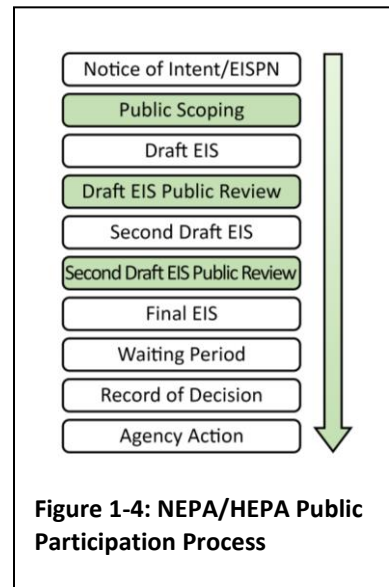 Notice of Intent/EISPN
Public Scoping
Draft EIS
Draft EIS Public Review
Second Draft EIS
Second Draft EIS Public Review
Final EIS
Waiting Period
Record of Decision
Agency Action
Figure 1-4: NEPA/HEPA Public
Participation Process